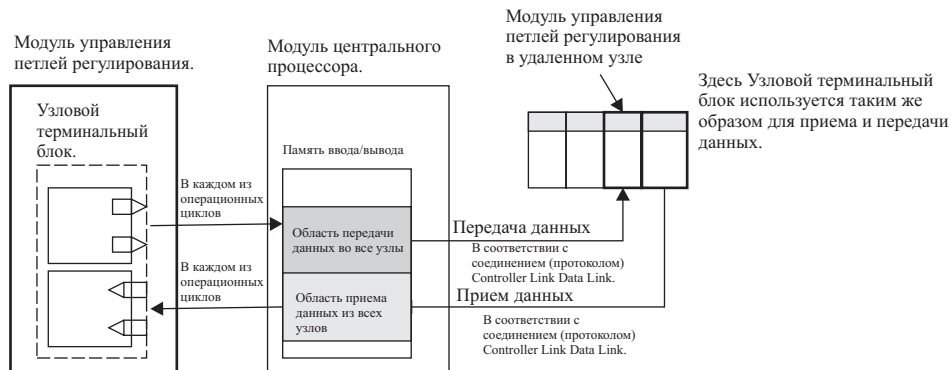 Модуль управления
петлей регулирования.
Узловой
терминальный
блок.
В каждом из
операционных
циклов
В каждом из
операционных
циклов
Модуль центрального
процессора.
Память ввода/вывода
Область передачи
данных во все узлы
Область приема
данных из всех
узлов
Модуль управления
петлей регулирования
в удаленном узле
Здесь Узловой терминальный
блок используется таким же
образом для приема и передачи
данных.
Передача данных
В соответствии с
соединением (протоколом)
Controller Link Data Link.
Прием данных
В соответствии с
соединением (протоколом)
Controller Link Data Link.